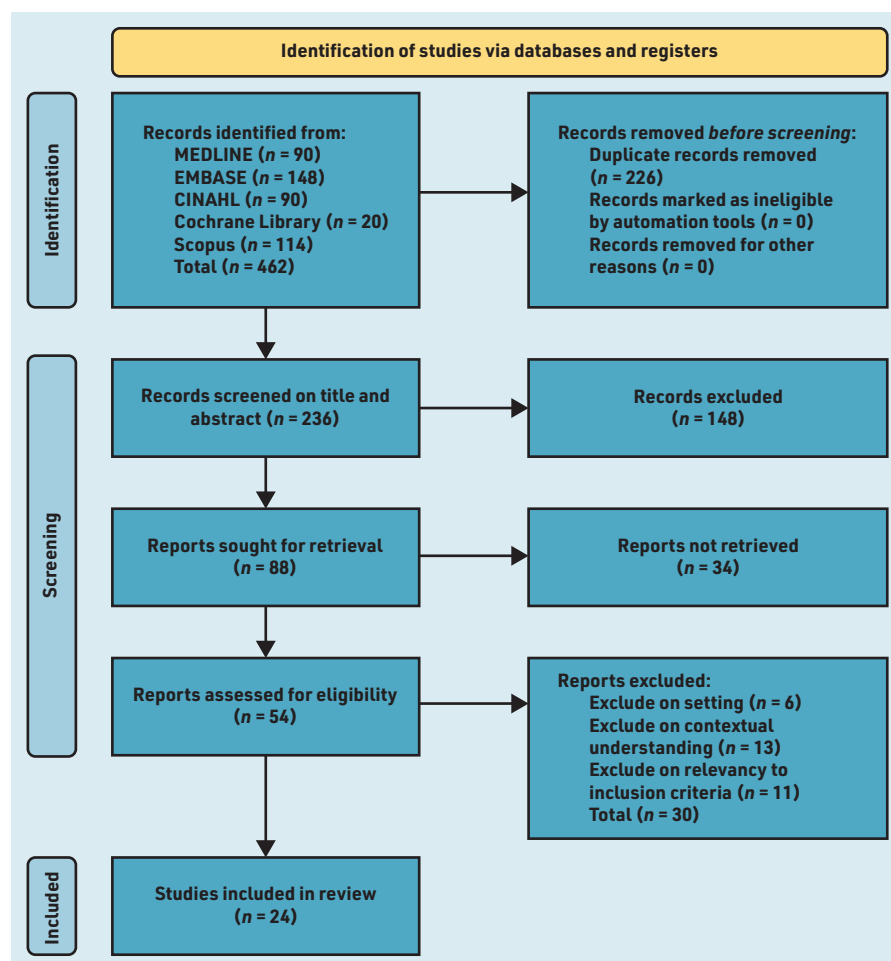 Identification of studies via databases and registers
Identification
Records identified from:
MEDLINE (n = 90)
EMBASE (n = 148)
CINAHL (n = 90)
Cochrane Library (n = 20)
Scopus (n = 114)
Total (n = 462)
Records removed before screening:
Duplicate records removed
(n = 226)
Records marked as ineligible
by automation tools (n = 0)
Records removed for other
reasons (n = 0)
Screening
Records screened on title and
abstract (n = 236)
Records excluded
(n = 148)
Reports sought for retrieval
(n = 88)
Reports not retrieved
(n = 34)
Reports assessed for eligibility
(n = 54)
Reports excluded:
Exclude on setting (n = 6)
Exclude on contextual
understanding (n = 13)
Exclude on relevancy to
inclusion criteria (n = 11)
Total (n = 30)
Included
Studies included in review
(n = 24)